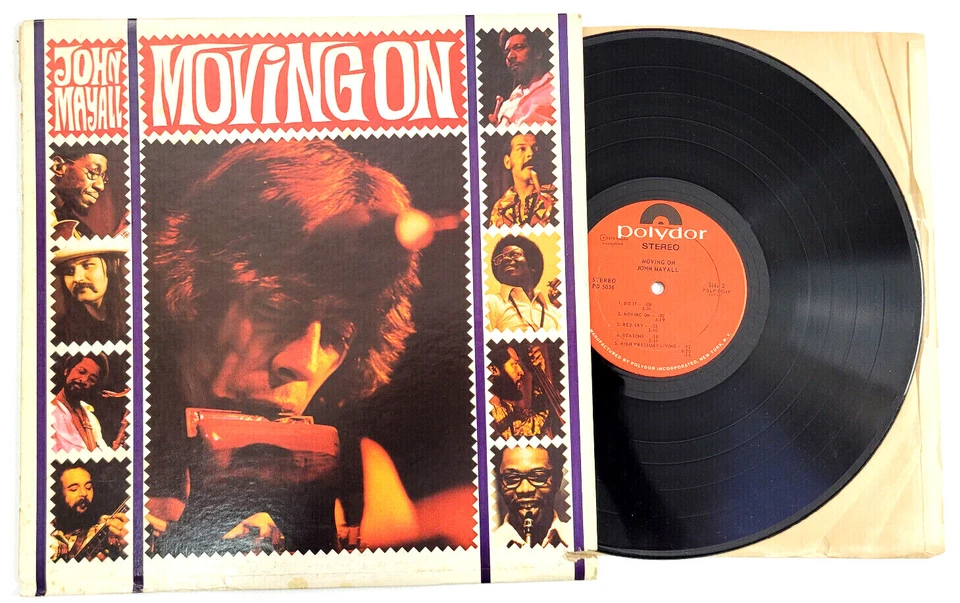 JOHN
MAYALL
MOVING ON
polydor
STEREO
MOVING ON
JOHN MAYALL
STEREO
PD 5036
Side 2
1. DO IT
2. MOVING ON
3. RED SKY
4. REASONS
5. HIGH PRESSURE LIVING
MANUFACTURED BY POLYDOR INCORPORATED, NEW YORK, N.Y.